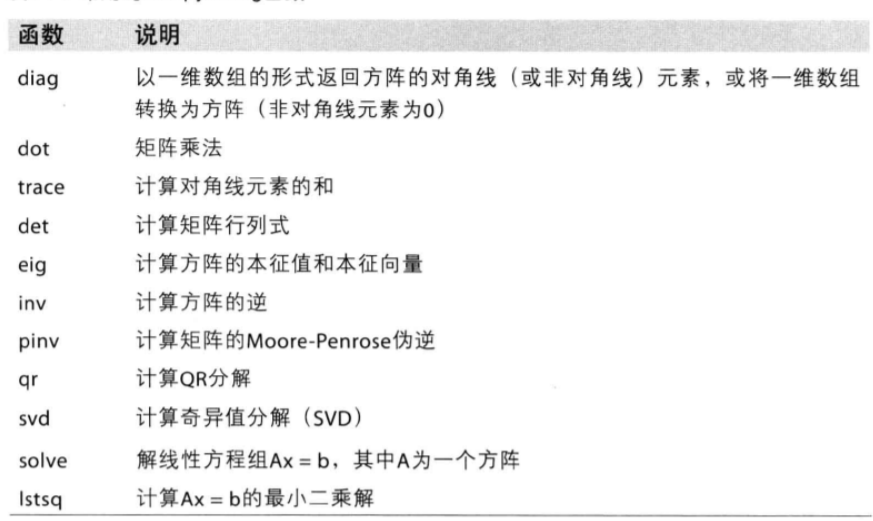 函数 说明
diag 以一维数组的形式返回方阵的对角线（或非对角线）元素，或将一维数组
转换为方阵（非对角线元素为0）
dot 矩阵乘法
trace 计算对角线元素的和
det 计算矩阵行列式
eig 计算方阵的本征值和本征向量
inv 计算方阵的逆
pinv 计算矩阵的Moore-Penrose伪逆
qr 计算QR分解
svd 计算奇异值分解（SVD）
solve 解线性方程组Ax = b，其中A为一个方阵
lstsq 计算Ax = b的最小二乘解